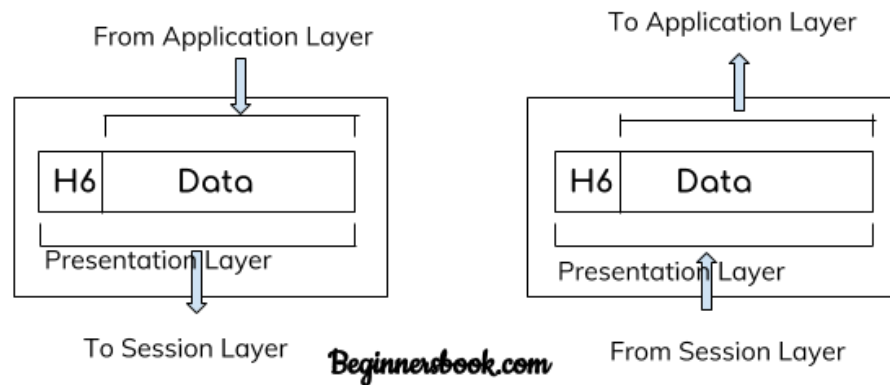 From Application Layer
H6 Data
Presentation Layer
To Session Layer
To Application Layer
H6 Data
Presentation Layer
From Session Layer
Beginnersbook.com